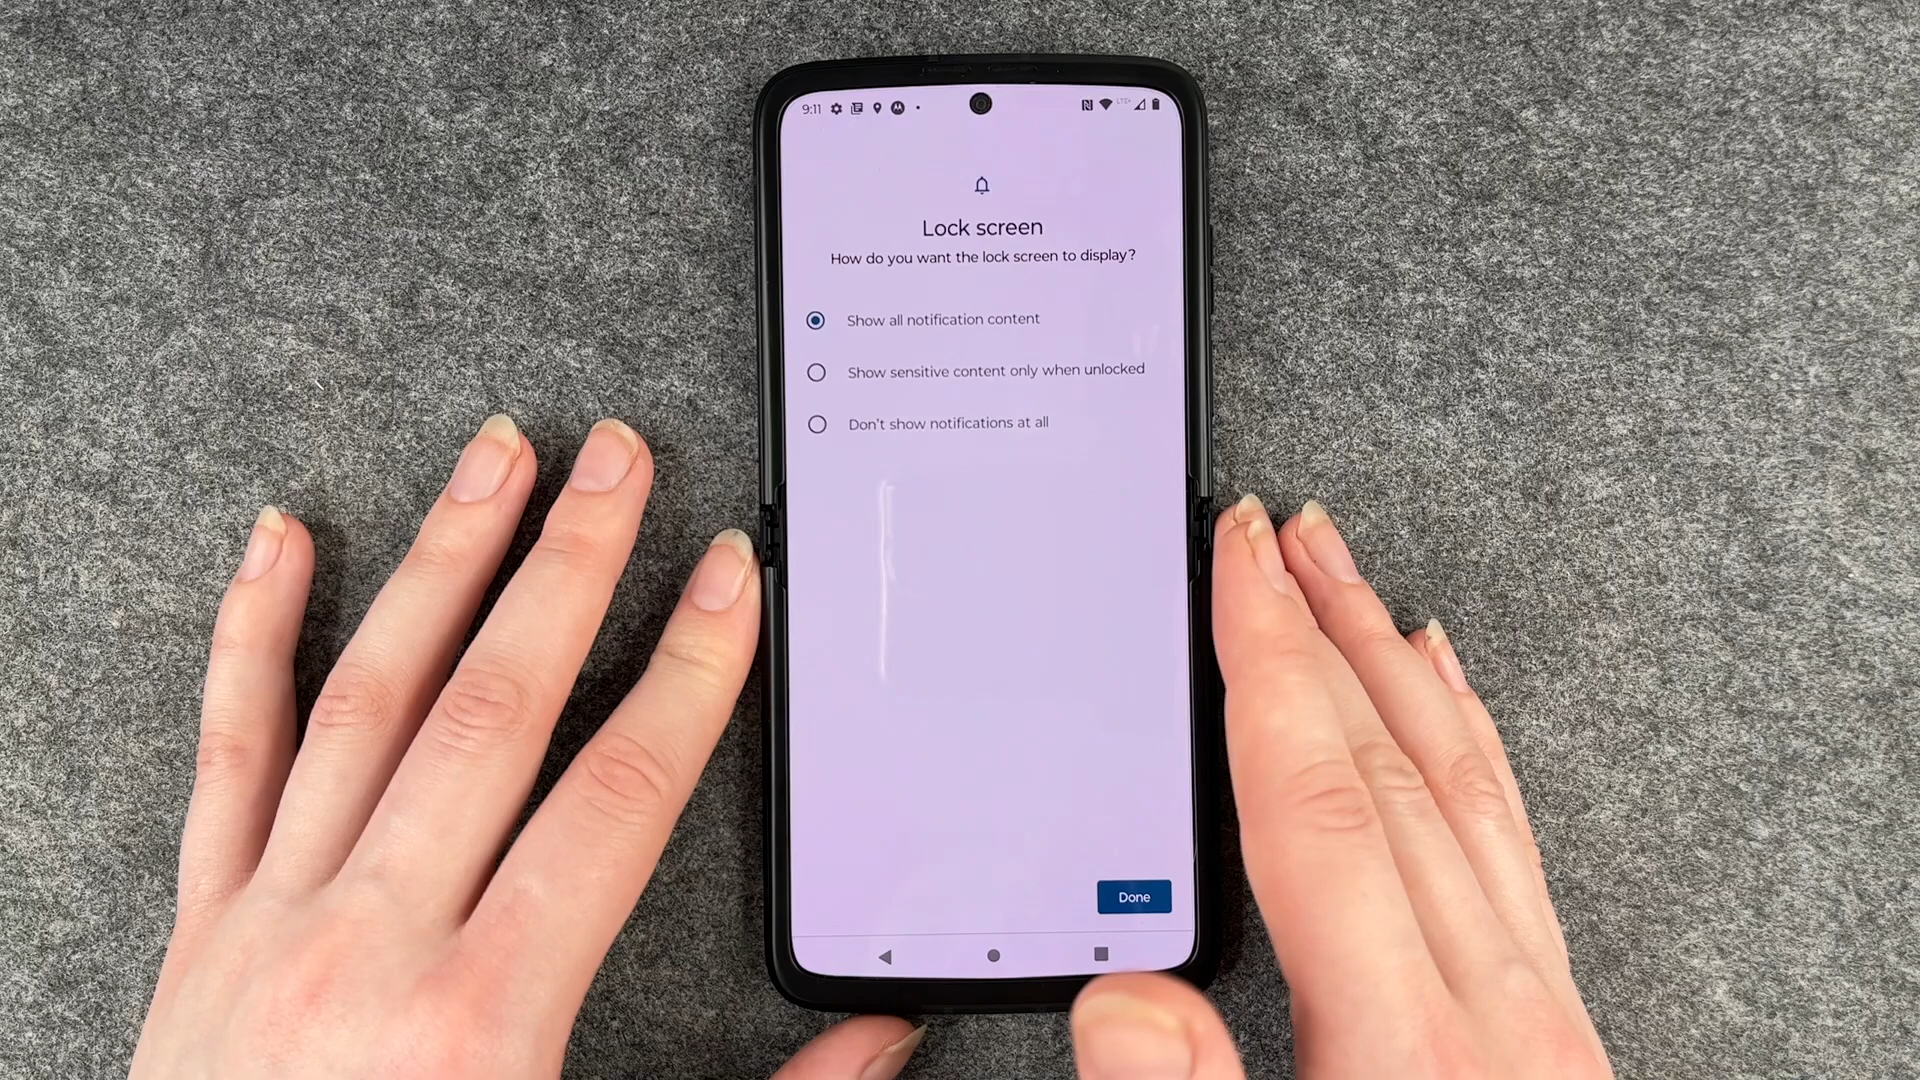 9:11
LTE+
Lock screen
How do you want the lock screen to display?
Show all notification content
Show sensitive content only when unlocked
Don't show notifications at all
Done